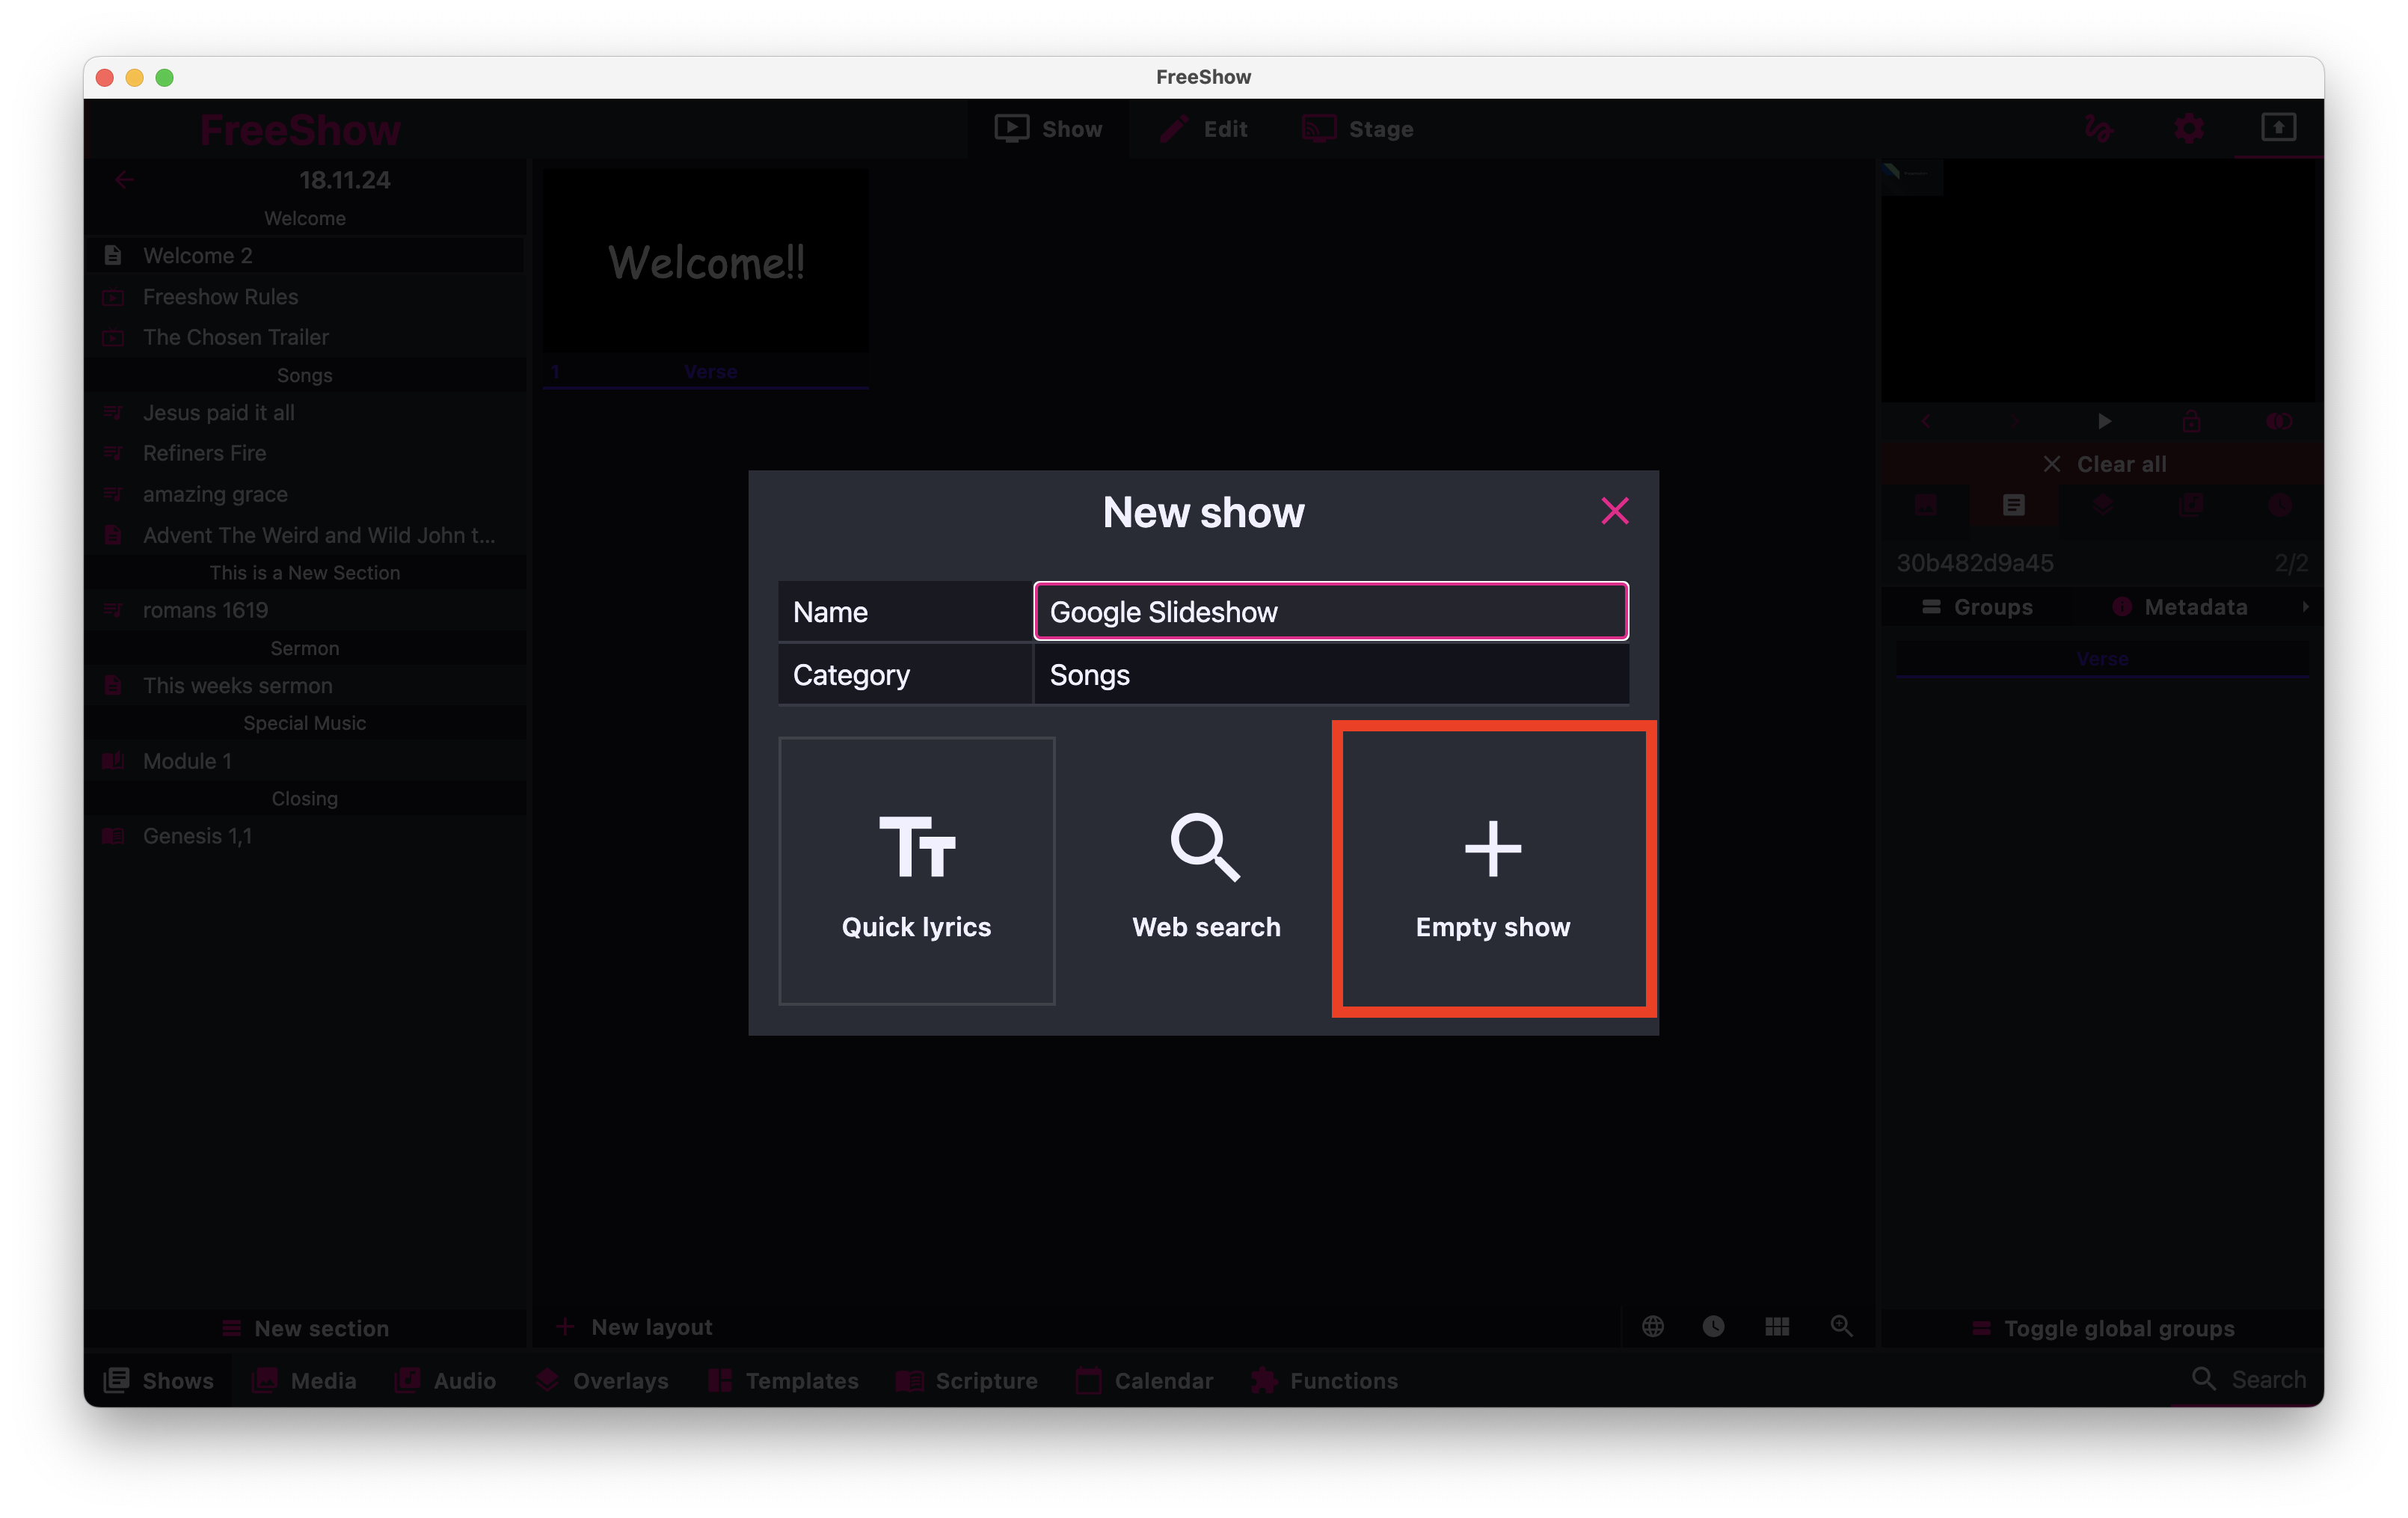 FreeShow
FreeShow
Show
Edit
Stage
18.11.24
Welcome
Welcome 2
Freeshow Rules
The Chosen Trailer
Songs
Jesus paid it all
Refiners Fire
amazing grace
Advent The Weird and Wild John t...
This is a New Section
romans 1619
Sermon
This weeks sermon
Special Music
Module 1
Closing
Genesis 1,1
New section
Welcome!!
1 Verse
New show
Name Google Slideshow
Category Songs
Quick lyrics
Web search
Empty show
New layout
Clear all
30b482d9a45 2/2
Groups Metadata
Verse
Toggle global groups
Shows
Media
Audio
Overlays
Templates
Scripture
Calendar
Functions
Search